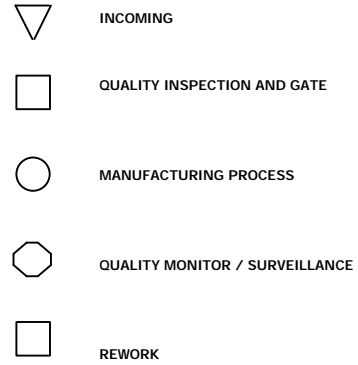 INCOMING
QUALITY INSPECTION AND GATE
MANUFACTURING PROCESS
QUALITY MONITOR / SURVEILLANCE
REWORK